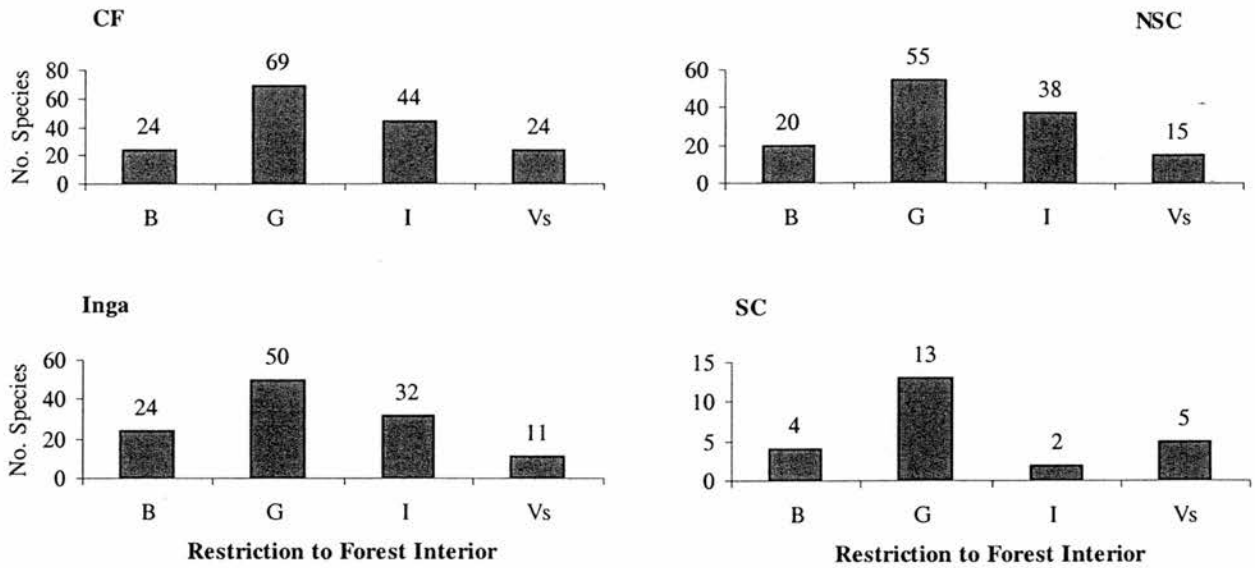 CF
No. Species
80
60
40
20
0
24
69
44
24
B G I Vs
NSC
60
40
20
0
20
55
38
15
B G I Vs
Inga
No. Species
60
40
20
0
24
50
32
11
B G I Vs
Restriction to Forest Interior
SC
15
10
5
0
4
13
2
5
B G I Vs
Restriction to Forest Interior